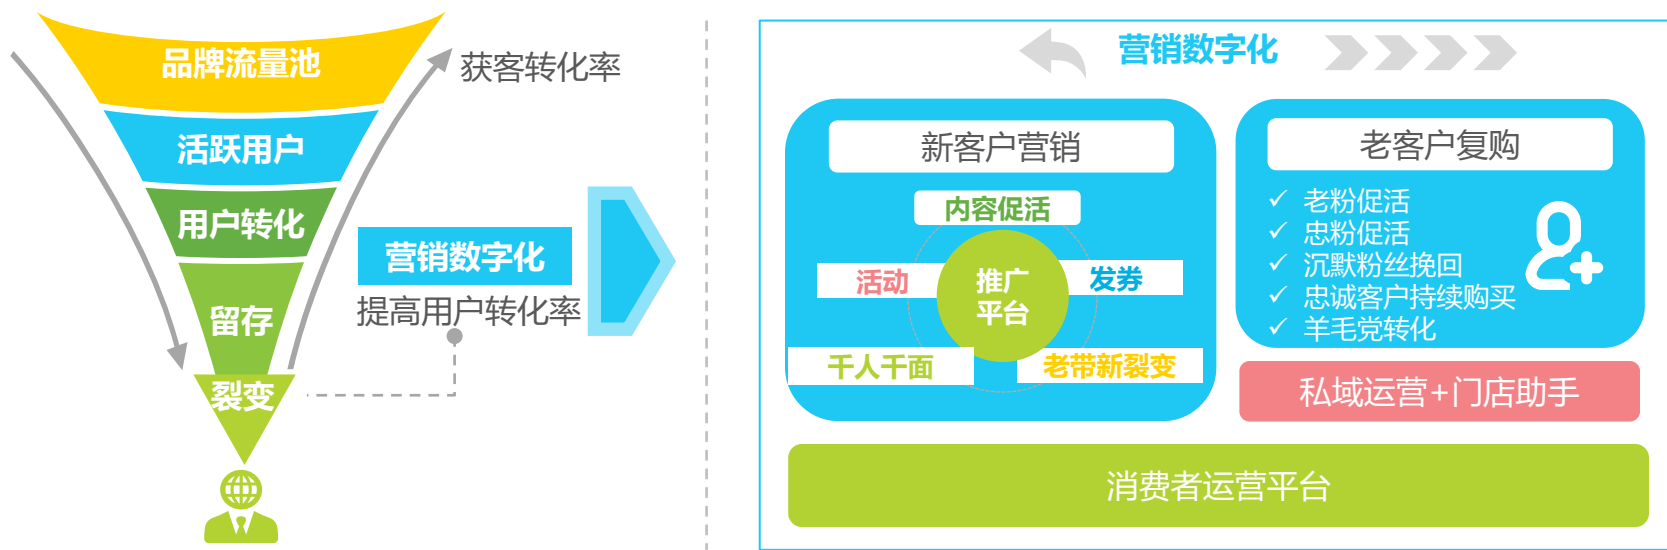 品牌流量池
获客转化率
活跃用户
用户转化
留存
裂变
营销数字化
提高用户转化率
营销数字化
新客户营销
内容促活
活动
推广
平台
发券
千人千面
老带新裂变
老客户复购
✓ 老粉促活
✓ 忠粉促活
✓ 沉默粉丝挽回
✓ 忠诚客户持续购买
✓ 羊毛党转化
私域运营+门店助手
消费者运营平台